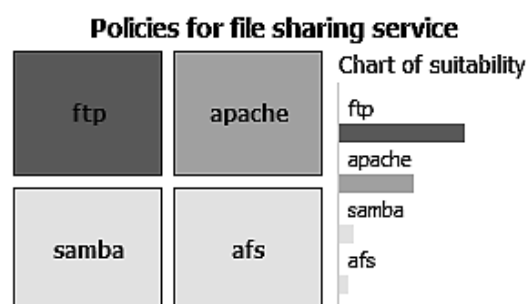 Policies for file sharing service
ftp
apache
samba
afs
Chart of suitability
ftp
apache
samba
afs